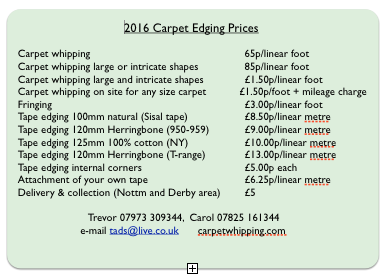 2016 Carpet Edging Prices
Carpet whipping 65p/linear foot
Carpet whipping large or intricate shapes 85p/linear foot
Carpet whipping large and intricate shapes £1.50p/linear foot
Carpet whipping on site for any size carpet £1.50p/foot + mileage charge
Fringing £3.00p/linear foot
Tape edging 100mm natural (Sisal tape) £8.50p/linear metre
Tape edging 120mm Herringbone (950-959) £9.00p/linear metre
Tape edging 125mm 100% cotton (NY) £10.00p/linear metre
Tape edging 120mm Herringbone (T-range) £13.00p/linear metre
Tape edging internal corners £5.00p each
Attachment of your own tape £6.25p/linear metre
Delivery & collection (Nottm and Derby area) £5
Trevor 07973 309344, Carol 07825 161344
e-mail tads@live.co.uk carpetwhipping.com